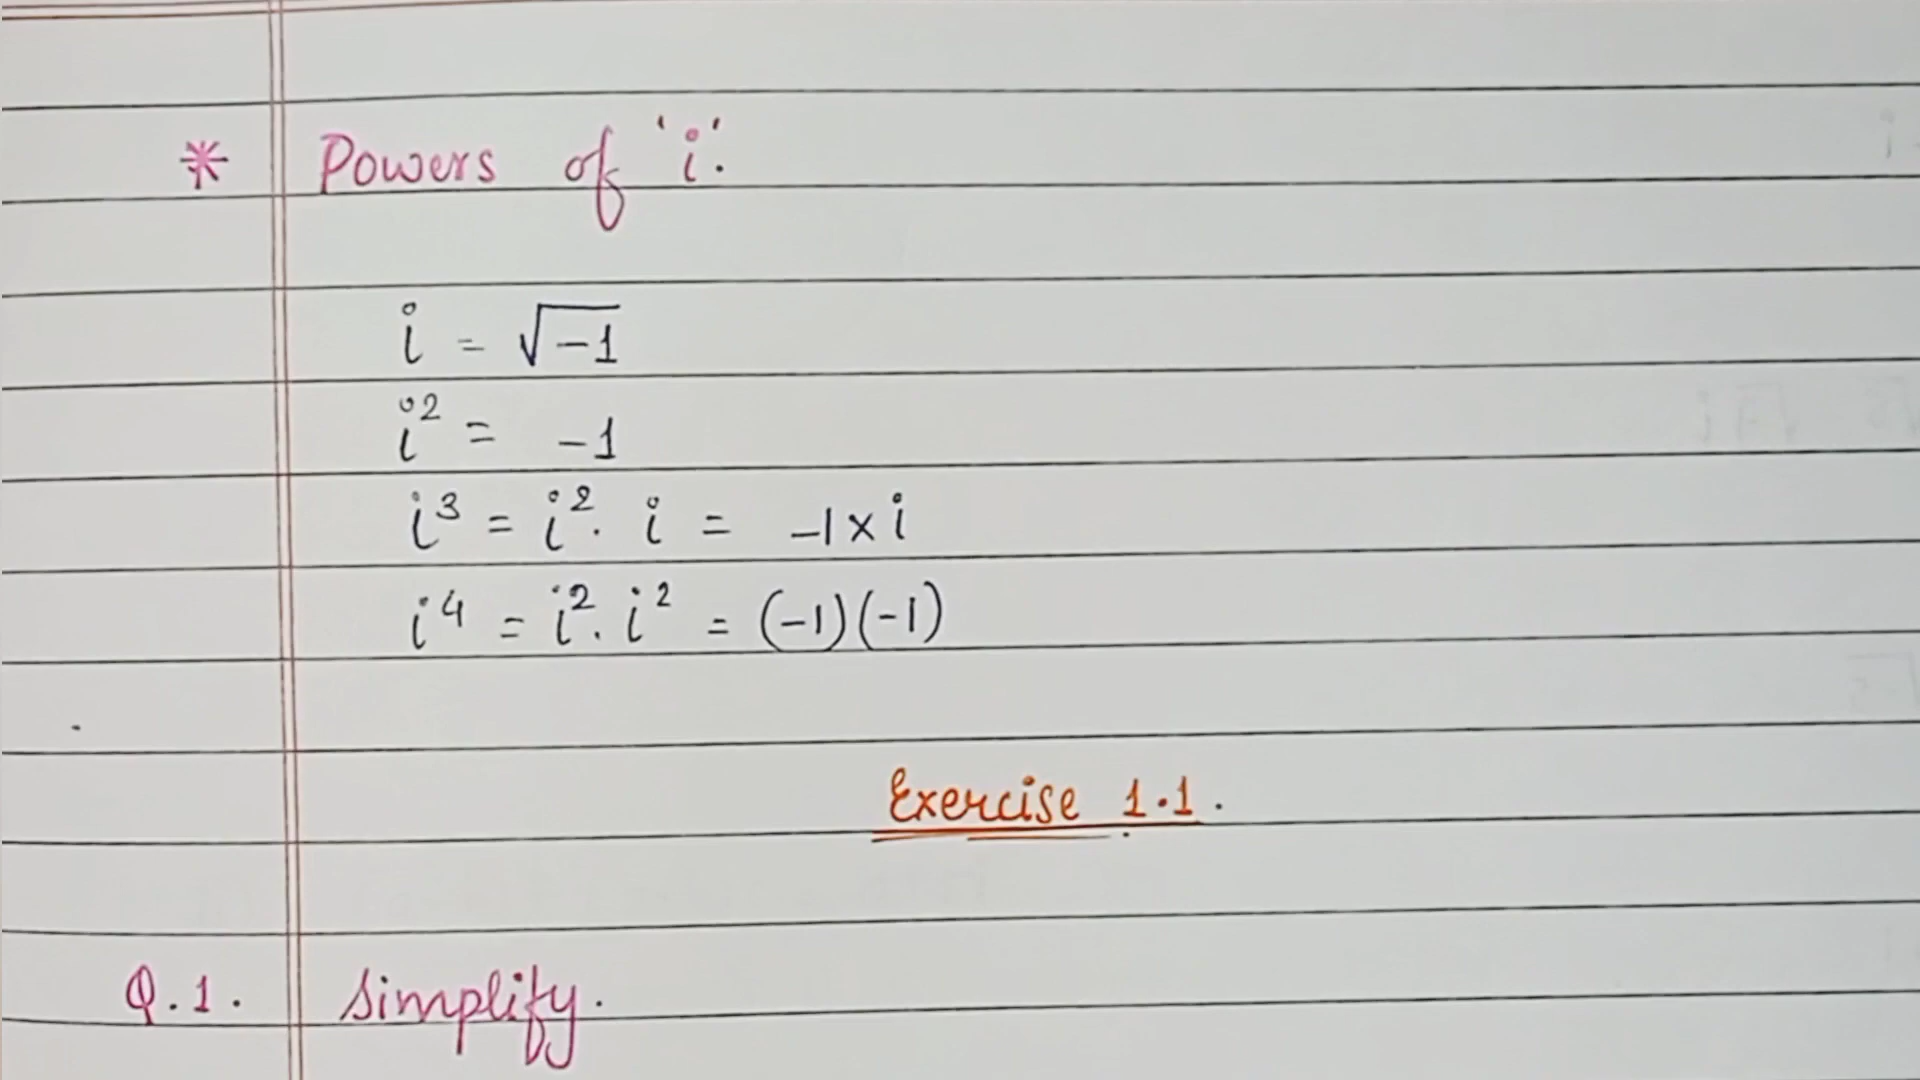 * Powers of 'i'.
i = √-1
i² = -1
i³ = i². i = -1 x i
i⁴ = i². i² = (-1)(-1)
Exercise 1.1.
Q.1. Simplify.